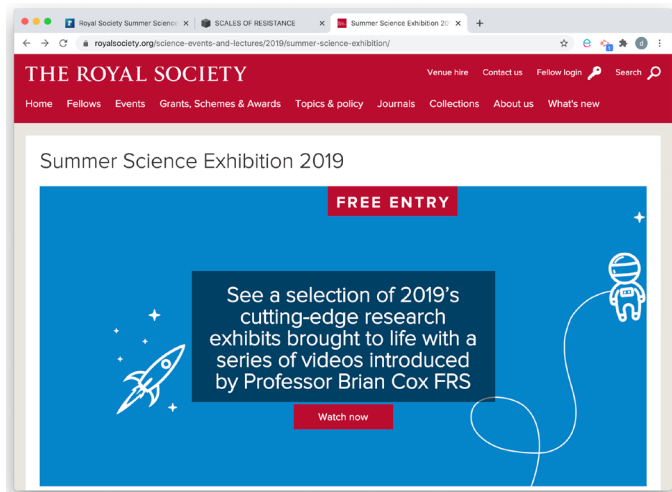 Royal Society Summer Science
SCALES OF RESISTANCE
Summer Science Exhibition 20
royalsociety.org/science-events-and-lectures/2019/summer-science-exhibition/
THE ROYAL SOCIETY
Venue hire Contact us Fellow login Search
Home Fellows Events Grants, Schemes & Awards Topics & policy Journals Collections About us What's new
Summer Science Exhibition 2019
FREE ENTRY
See a selection of 2019's
cutting-edge research
exhibits brought to life with a
series of videos introduced
by Professor Brian Cox FRS
Watch now